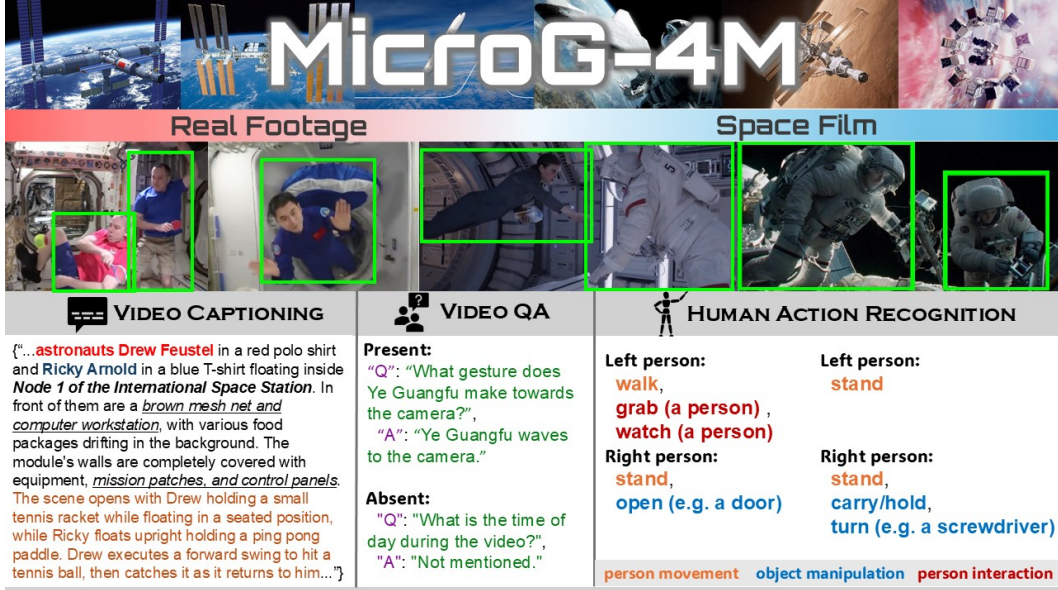 MicroG-4M
Real Footage
Space Film
5
VIDEO CAPTIONING
{“...astronauts Drew Feustel in a red polo shirt
and Ricky Arnold in a blue T-shirt floating inside
Node 1 of the International Space Station. In
front of them are a brown mesh net and
computer workstation, with various food
packages drifting in the background. The
module's walls are completely covered with
equipment, mission patches, and control panels.
The scene opens with Drew holding a small
tennis racket while floating in a seated position,
while Ricky floats upright holding a ping pong
paddle. Drew executes a forward swing to hit a
tennis ball, then catches it as it returns to him...”}
?
VIDEO QA
Present:
“Q”: “What gesture does
Ye Guangfu make towards
the camera?”,
“A”: “Ye Guangfu waves
to the camera.”
Absent:
"Q": "What is the time of
day during the video?",
"A": "Not mentioned."
HUMAN ACTION RECOGNITION
Left person:
walk,
grab (a person) ,
watch (a person)
Right person:
stand,
open (e.g. a door)
Left person:
stand
Right person:
stand,
carry/hold,
turn (e.g. a screwdriver)
person movement object manipulation person interaction